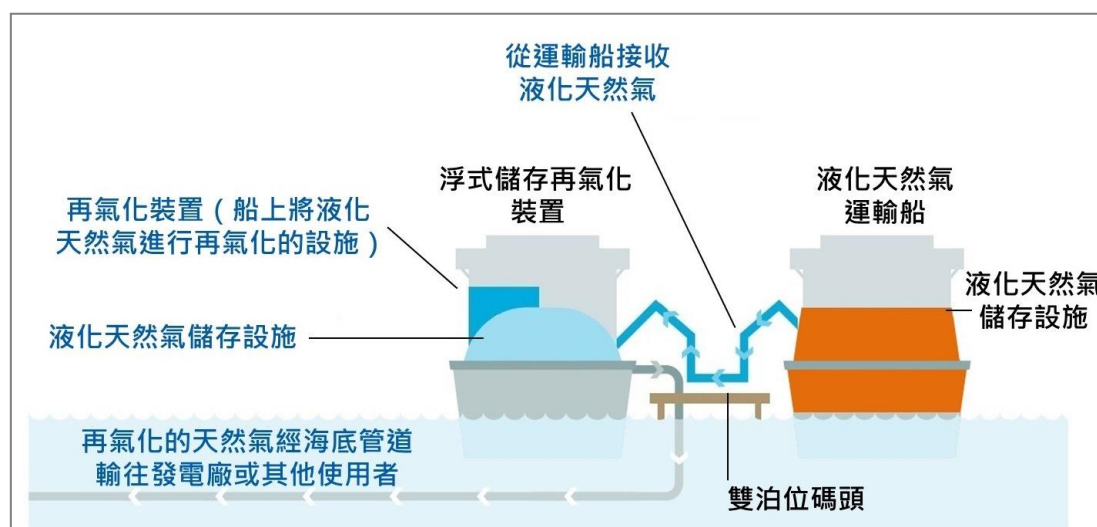 從運輸船接收
液化天然氣
浮式儲存再氣化
裝置
液化天然氣
運輸船
再氣化裝置（船上將液化
天然氣進行再氣化的設施）
液化天然氣
儲存設施
液化天然氣儲存設施
再氣化的天然氣經海底管道
輸往發電廠或其他使用者
雙泊位碼頭